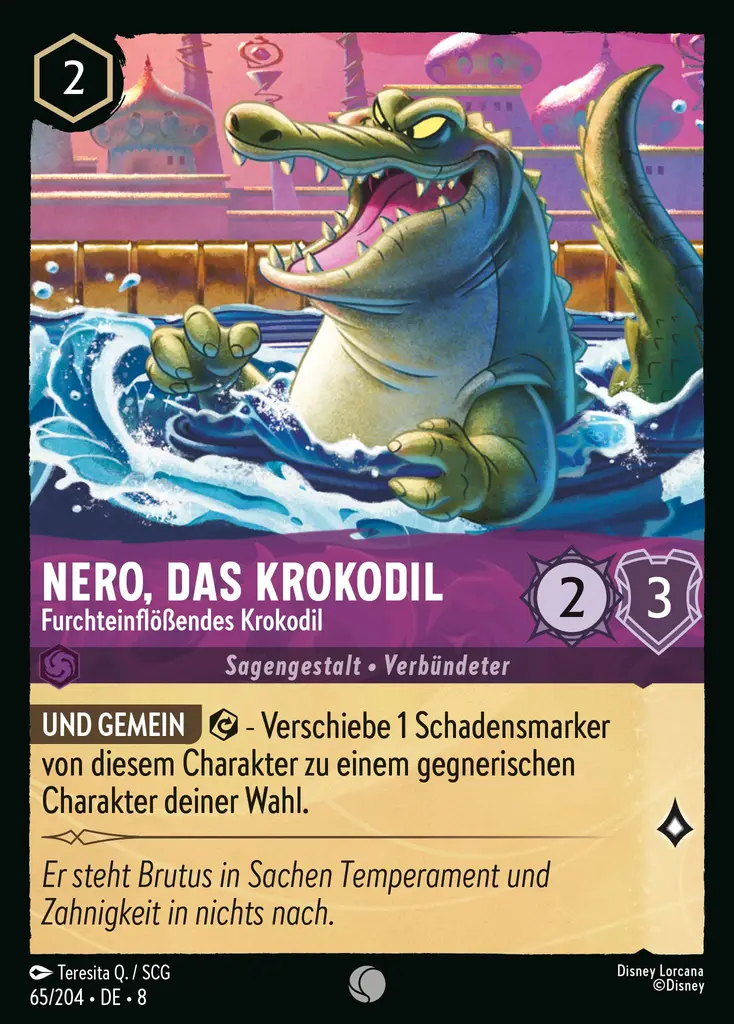 2
NERO, DAS KROKODIL
Furchteinflößendes Krokodil
2
3
Sagengestalt • Verbündeter
UND GEMEIN - Verschiebe 1 Schadensmarker
von diesem Charakter zu einem gegnerischen
Charakter deiner Wahl.
Er steht Brutus in Sachen Temperament und
Zahnigkeit in nichts nach.
Teresita Q. / SCG
65/204 • DE • 8
Disney Lorcana
©Disney